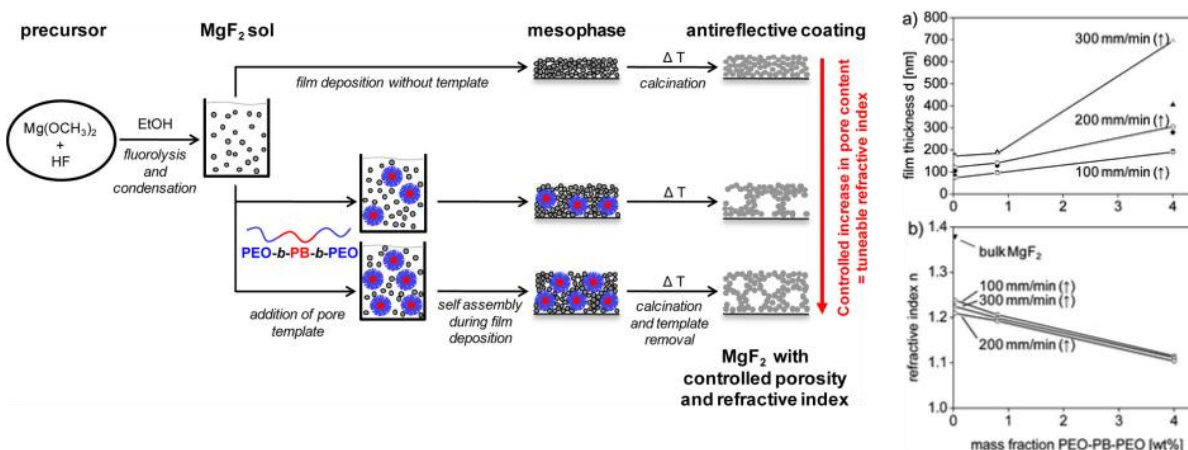 precursor
MgF2 sol
mesophase
antireflective coating
film deposition without template
Δ T
calcination
Mg(OCH3)2
+
HF
EtOH
fluorolysis
and
condensation
PEO-b-PB-b-PEO
Δ T
Δ T
addition of pore
template
self assembly
during film
deposition
calcination
and template
removal
MgF2 with
controlled porosity
and refractive index
Controlled increase in pore content
= tuneable refractive index
a)
film thickness d [nm]
800
700
600
500
400
300
200
100
0
300 mm/min (↑)
200 mm/min (↑)
100 mm/min (↑)
0 1 2 3 4
b)
refractive index n
1.4
1.3
1.2
1.1
1.0
bulk MgF2
100 mm/min (↑)
300 mm/min (↑)
200 mm/min (↑)
0 1 2 3 4
mass fraction PEO-PB-PEO [wt%]